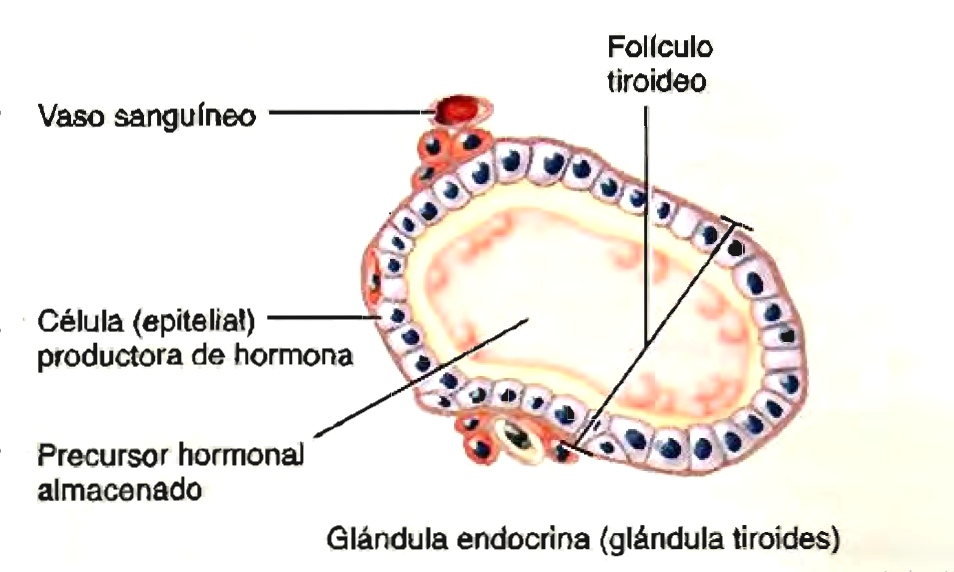 Folículo
tiroideo
Vaso sanguíneo
Célula (epitelial)
productora de hormona
Precursor hormonal
almacenado
Glándula endocrina (glándula tiroides)